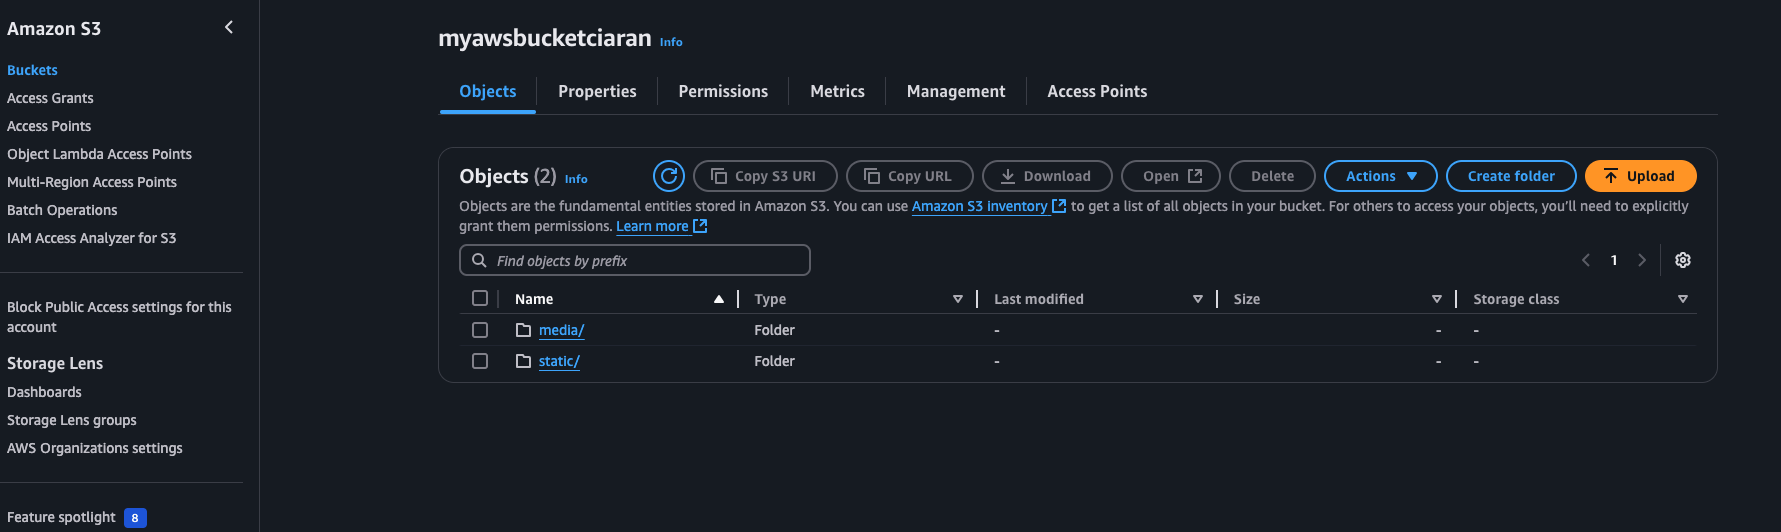 Amazon S3
Buckets
Access Grants
Access Points
Object Lambda Access Points
Multi-Region Access Points
Batch Operations
IAM Access Analyzer for S3
Block Public Access settings for this
account
Storage Lens
Dashboards
Storage Lens groups
AWS Organizations settings
Feature spotlight 8
myawsbucketciaran Info
Objects Properties Permissions Metrics Management Access Points
Objects (2) Info Copy S3 URI Copy URL Download Open Delete Actions Create folder Upload
Objects are the fundamental entities stored in Amazon S3. You can use Amazon S3 inventory to get a list of all objects in your bucket. For others to access your objects, you’ll need to explicitly
grant them permissions. Learn more
Find objects by prefix 1
Name Type Last modified Size Storage class
media/ Folder - - -
static/ Folder - - -